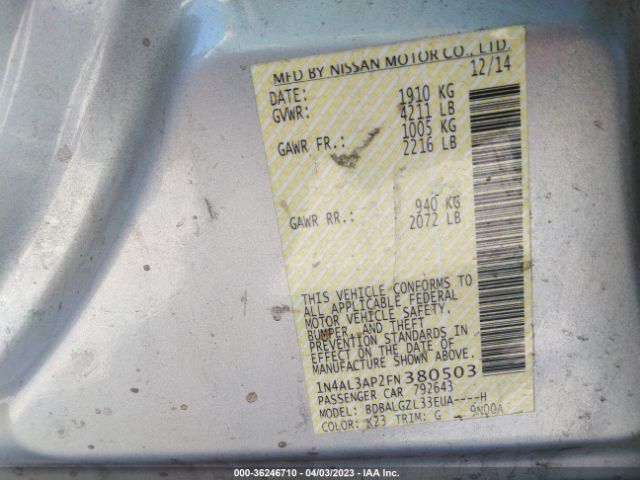 MFD BY NISSAN MOTOR CO., LTD.
12/14
DATE: 1910 KG
GVWR: 4211 LB
1005 KG
GAWR FR.: 2216 LB
940 KG
GAWR RR.: 2072 LB
THIS VEHICLE CONFORMS TO
ALL APPLICABLE FEDERAL
MOTOR VEHICLE SAFETY,
BUMPER, AND THEFT
PREVENTION STANDARDS IN
EFFECT ON THE DATE OF
MANUFACTURE SHOWN ABOVE.
1N4AL3AP2FN380503
PASSENGER CAR 792643
MODEL: BDBALGZL33EUA----H
COLOR: K23 TRIM: G 9N00A
000-36246710 - 04/03/2023 - IAA Inc.